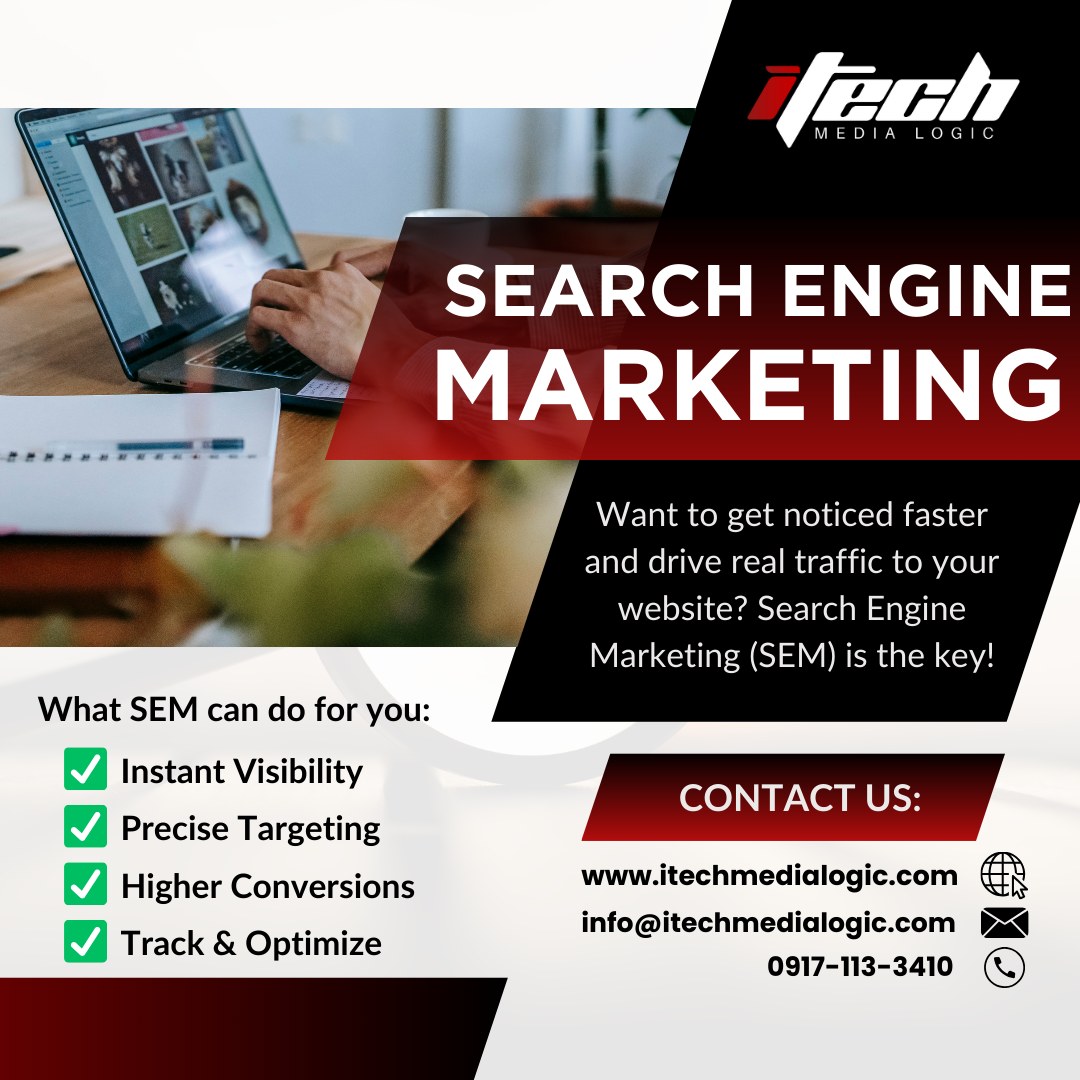 iTech
MEDIA LOGIC
SEARCH ENGINE
MARKETING
Want to get noticed faster
and drive real traffic to your
website? Search Engine
Marketing (SEM) is the key!
What SEM can do for you:
Instant Visibility
Precise Targeting
Higher Conversions
Track & Optimize
CONTACT US:
www.itechmedialogic.com
info@itechmedialogic.com
0917-113-3410